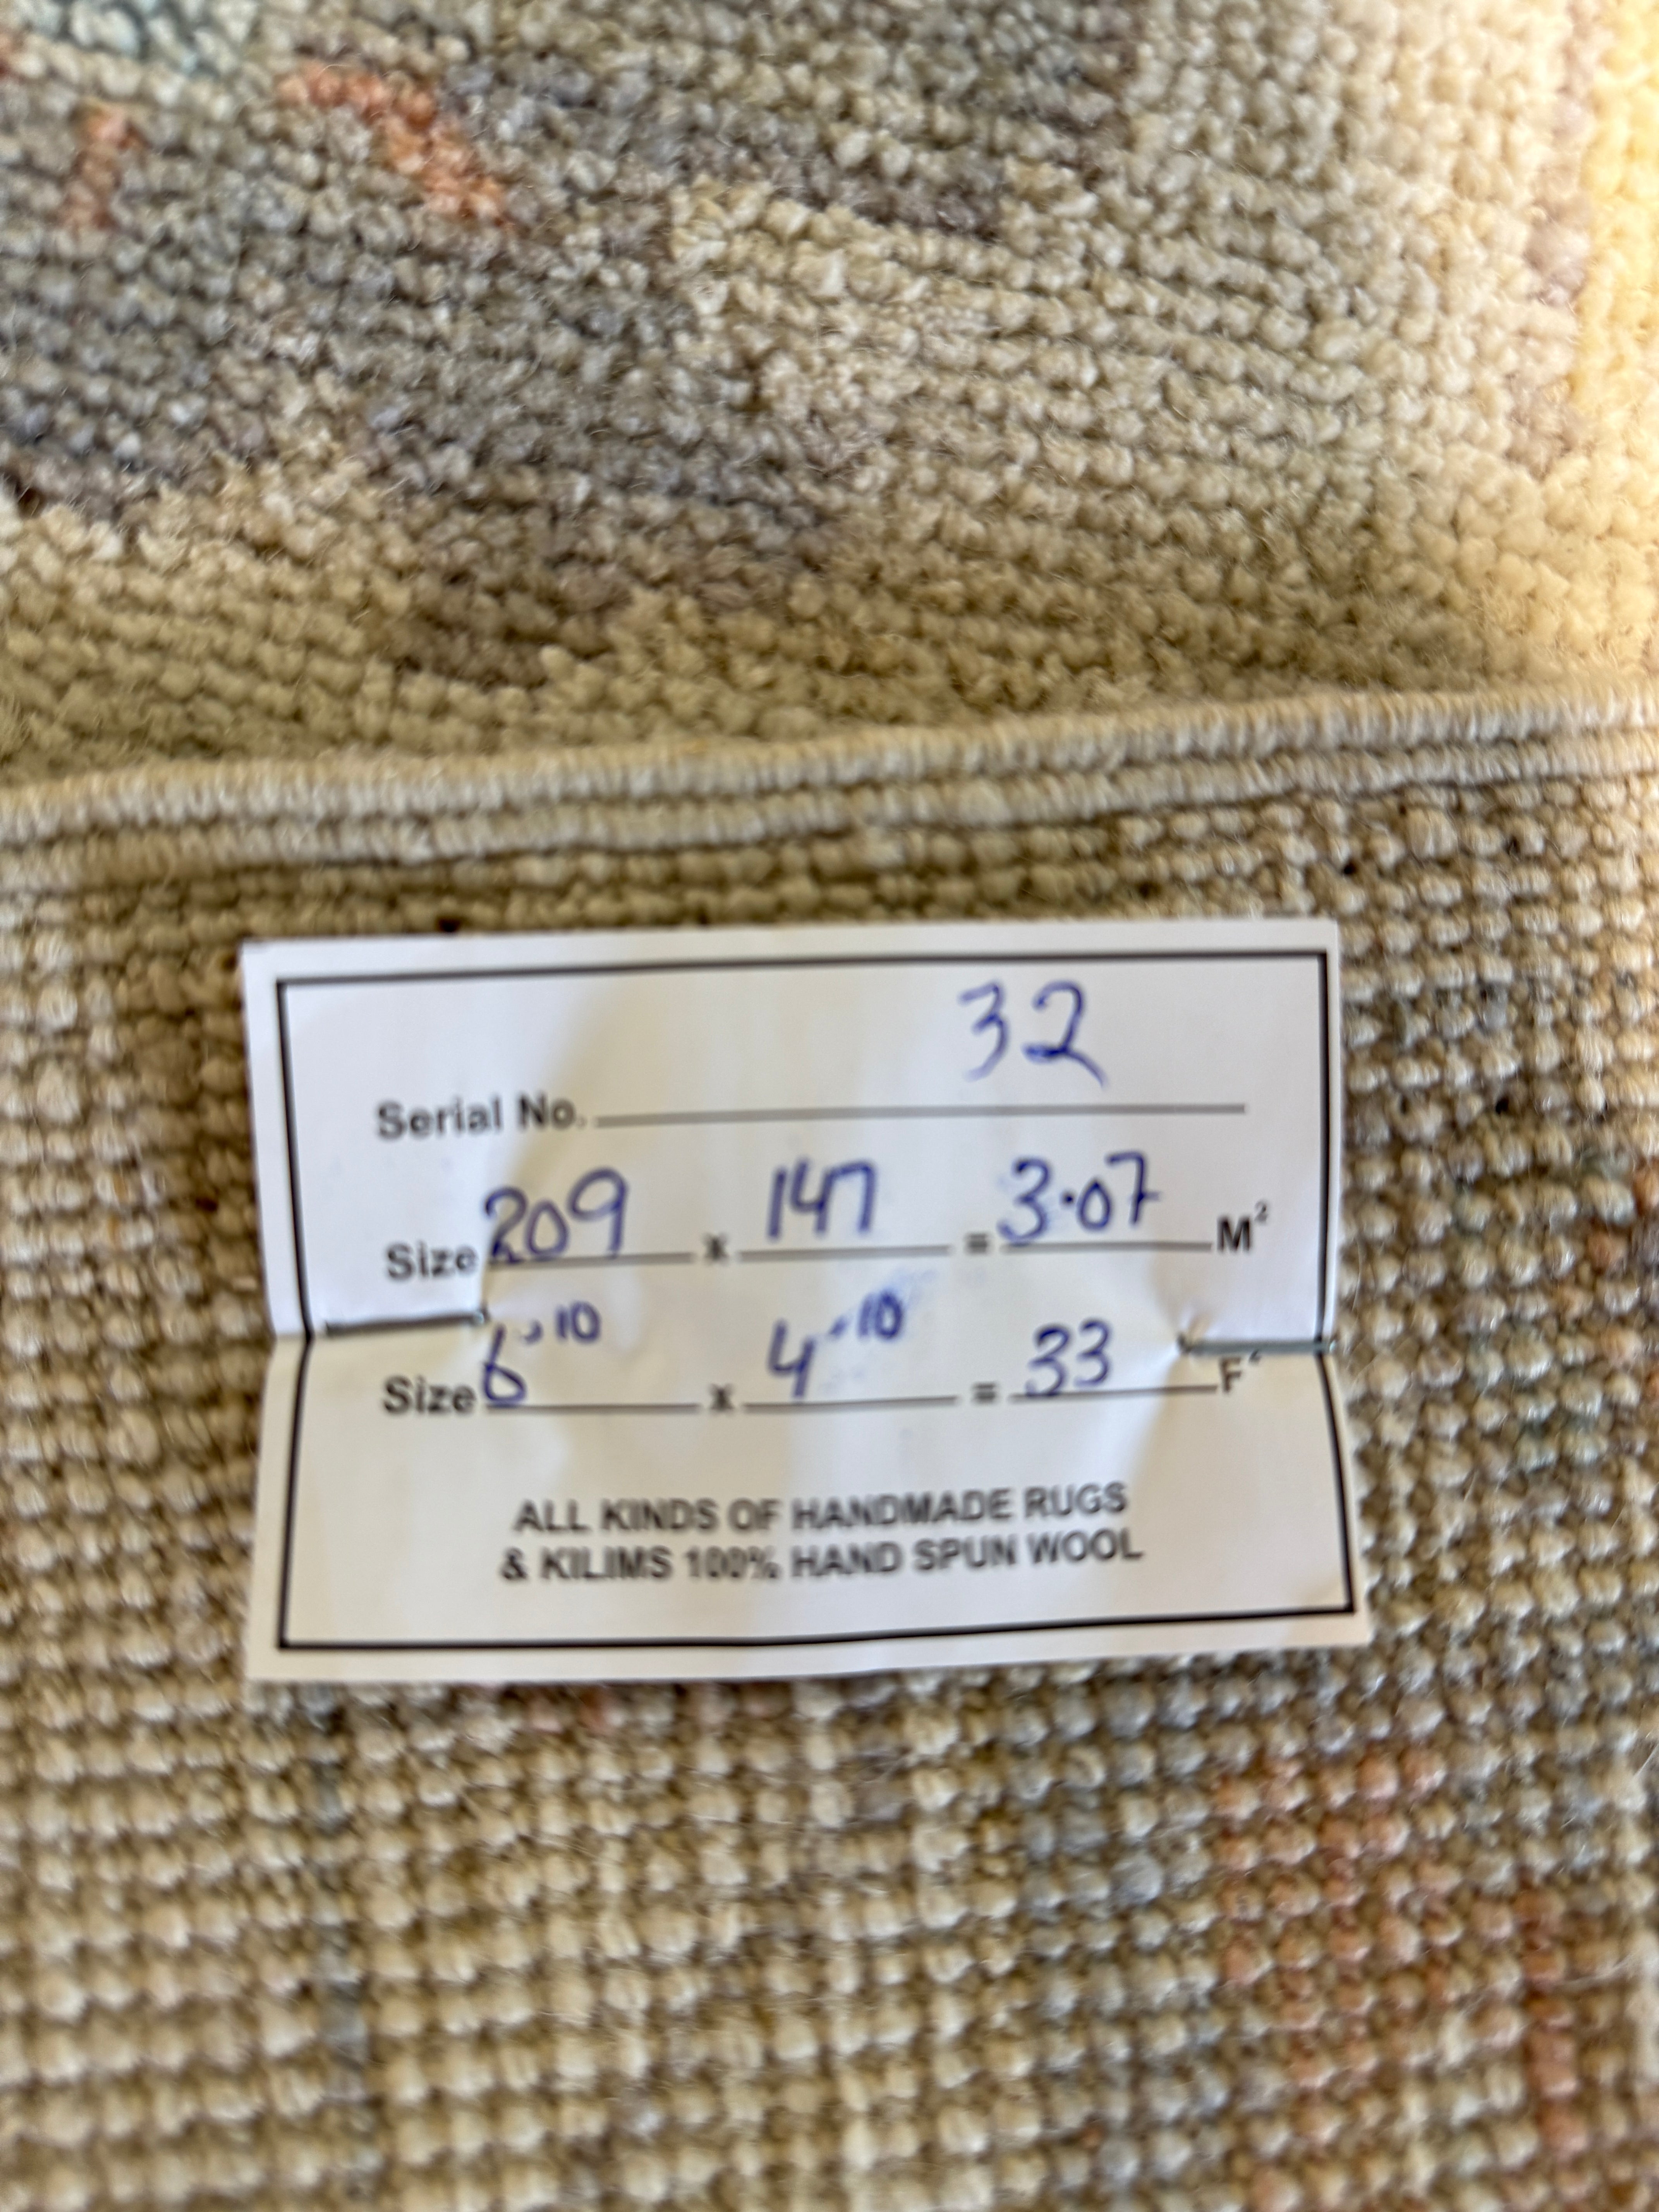 Serial No. 32
Size 209 x 147 = 3.07 M²
Size 6'10 x 4'10 = 33 F²
ALL KINDS OF HANDMADE RUGS
& KILIMS 100% HAND SPUN WOOL